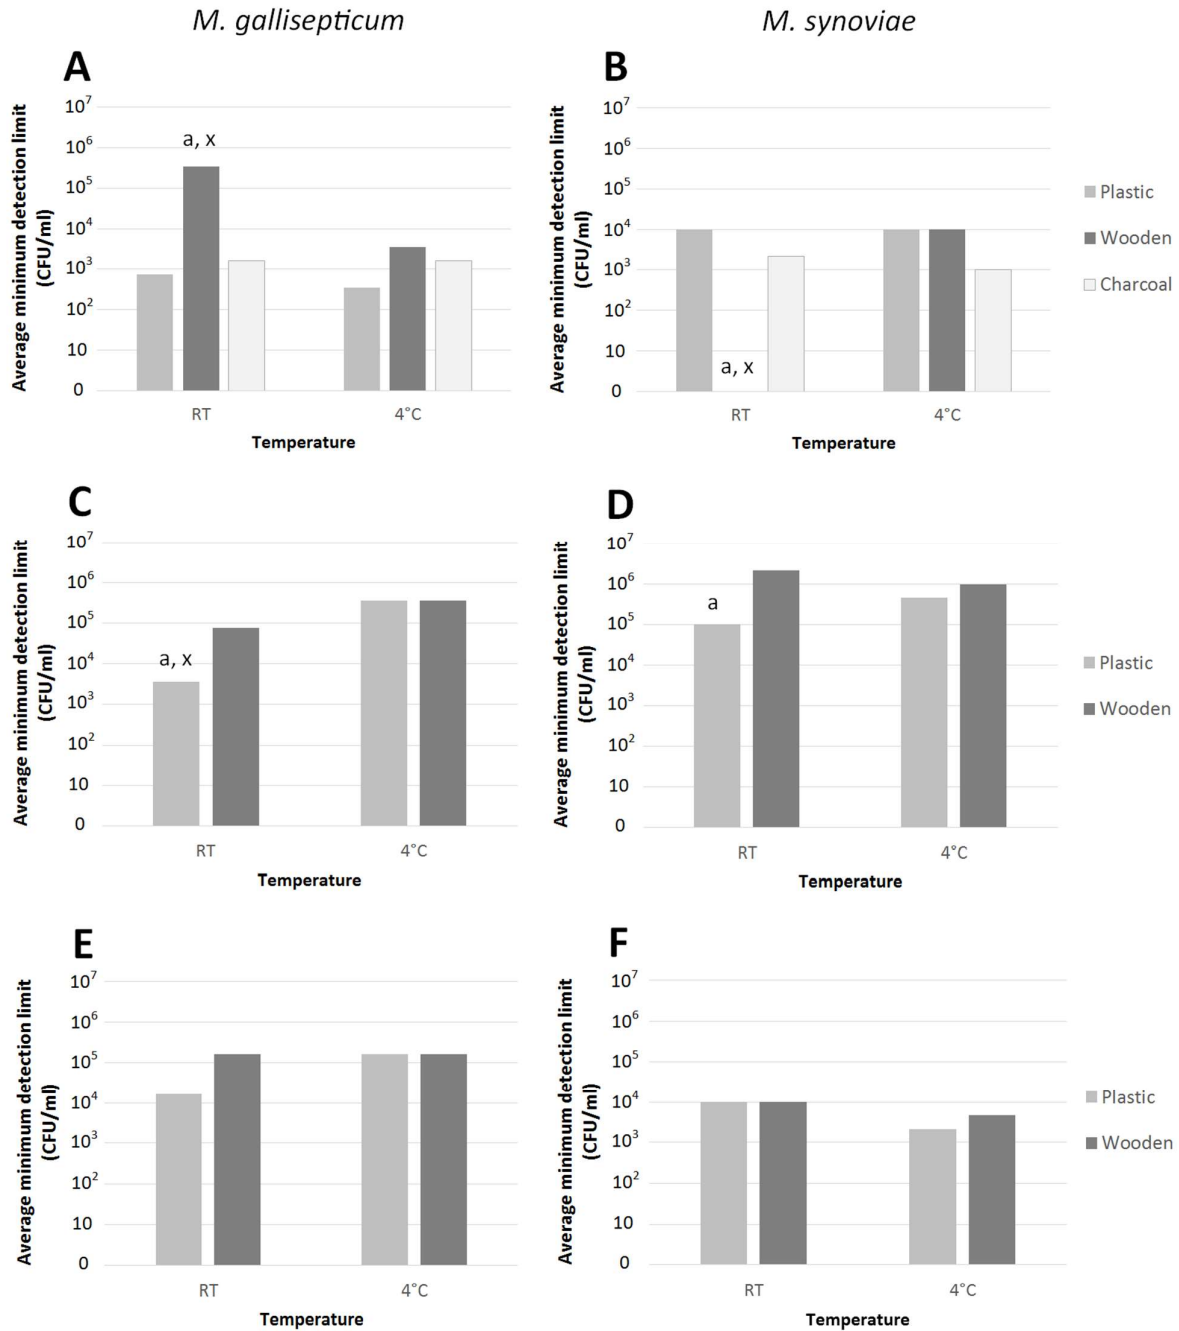 M. gallisepticum
M. synoviae
A
Average minimum detection limit
(CFU/ml)
10⁷
10⁶
10⁵
10⁴
10³
10²
10
0
a, x
RT
4°C
Temperature
B
Average minimum detection limit
(CFU/ml)
10⁷
10⁶
10⁵
10⁴
10³
10²
10
0
a, x
RT
4°C
Temperature
Plastic
Wooden
Charcoal
C
Average minimum detection limit
(CFU/ml)
10⁷
10⁶
10⁵
10⁴
10³
10²
10
0
a, x
RT
4°C
Temperature
D
Average minimum detection limit
(CFU/ml)
10⁷
10⁶
10⁵
10⁴
10³
10²
10
0
a
RT
4°C
Temperature
Plastic
Wooden
E
Average minimum detection limit
(CFU/ml)
10⁷
10⁶
10⁵
10⁴
10³
10²
10
0
RT
4°C
Temperature
F
Average minimum detection limit
(CFU/ml)
10⁷
10⁶
10⁵
10⁴
10³
10²
10
0
RT
4°C
Temperature
Plastic
Wooden